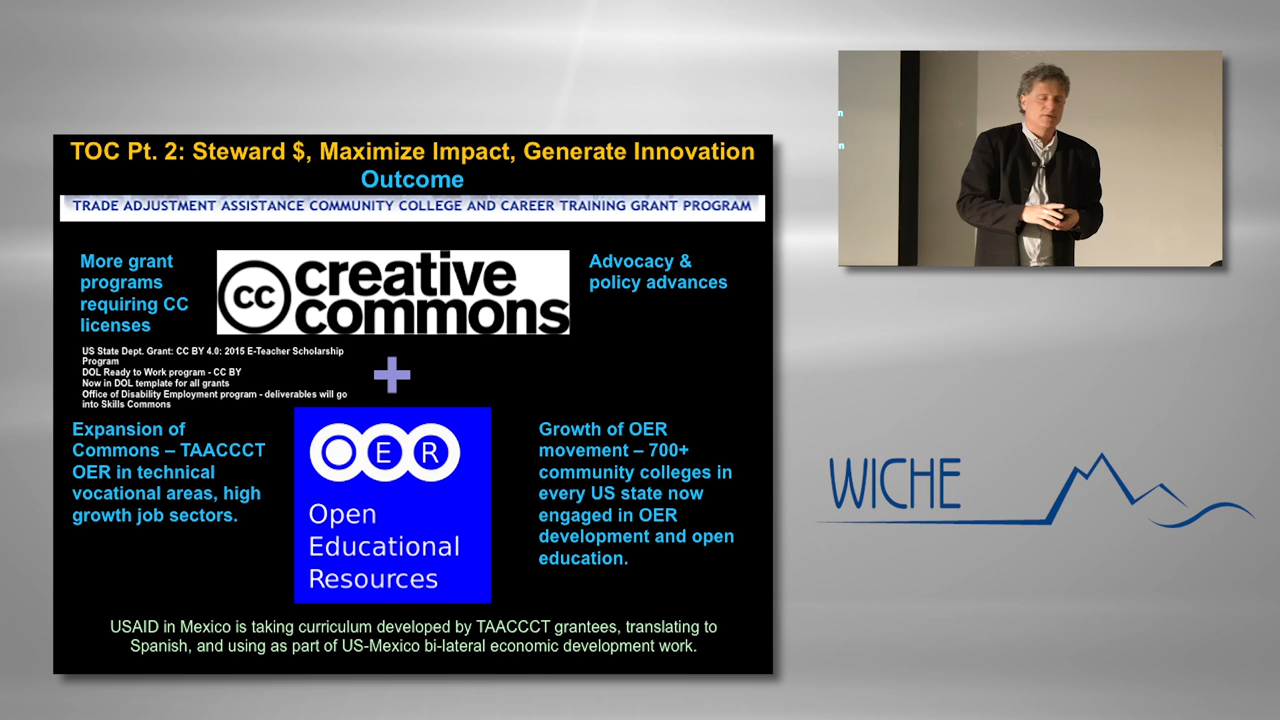 TOC Pt. 2: Steward $, Maximize Impact, Generate Innovation
Outcome
TRADE ADJUSTMENT ASSISTANCE COMMUNITY COLLEGE AND CAREER TRAINING GRANT PROGRAM
More grant
programs
requiring CC
licenses
cc creative
commons
Advocacy &
policy advances
US State Dept. Grant: CC BY 4.0: 2015 E-Teacher Scholarship
Program
DOL Ready to Work program - CC BY
Now in DOL template for all grants
Office of Disability Employment program - deliverables will go
into Skills Commons
+
Expansion of
Commons – TAACCCT
OER in technical
vocational areas, high
growth job sectors.
OER
Open
Educational
Resources
Growth of OER
movement – 700+
community colleges in
every US state now
engaged in OER
development and open
education.
USAID in Mexico is taking curriculum developed by TAACCCT grantees, translating to
Spanish, and using as part of US-Mexico bi-lateral economic development work.
n
n
WICHE